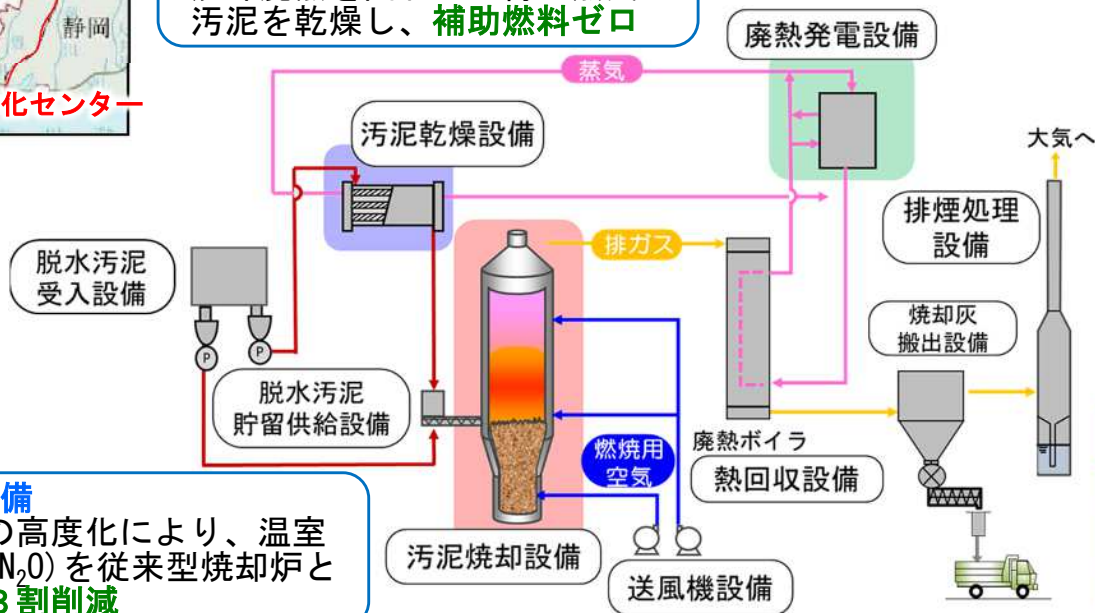 静岡
化センター
汚泥を乾燥し、補助燃料ゼロ
廃熱発電設備
蒸気
汚泥乾燥設備
大気へ
排煙処理
設備
排ガス
脱水汚泥
受入設備
焼却灰
搬出設備
P
P
脱水汚泥
貯留供給設備
廃熱ボイラ
熱回収設備
燃焼用
空気
汚泥焼却設備
送風機設備
備
の高度化により、温室
N₂O)を従来型焼却炉と
割削減